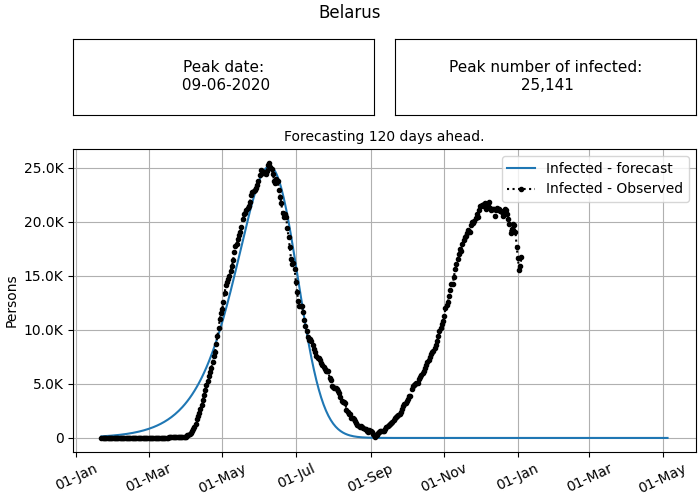 Belarus
Peak date:
09-06-2020
Peak number of infected:
25,141
Forecasting 120 days ahead.
Infected - forecast
Infected - Observed
Persons
25.0K
20.0K
15.0K
10.0K
5.0K
0
01-Jan
01-Mar
01-May
01-Jul
01-Sep
01-Nov
01-Jan
01-Mar
01-May